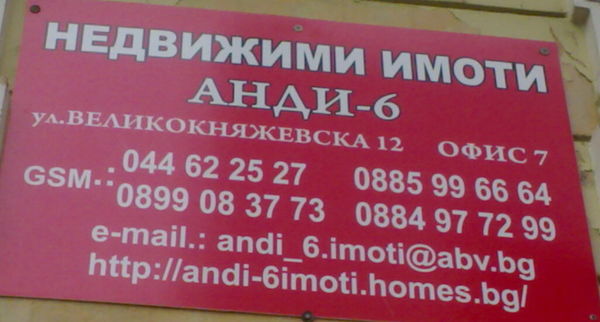 НЕДВИЖИМИ ИМОТИ
АНДИ-6
ул.ВЕЛИКОКНЯЖЕВСКА 12 ОФИС 7
044 62 25 27 0885 99 66 64
GSM.:
0899 08 37 73 0884 97 72 99
e-mail.: andi_6.imoti@abv.bg
http://andi-6imoti.homes.bg/